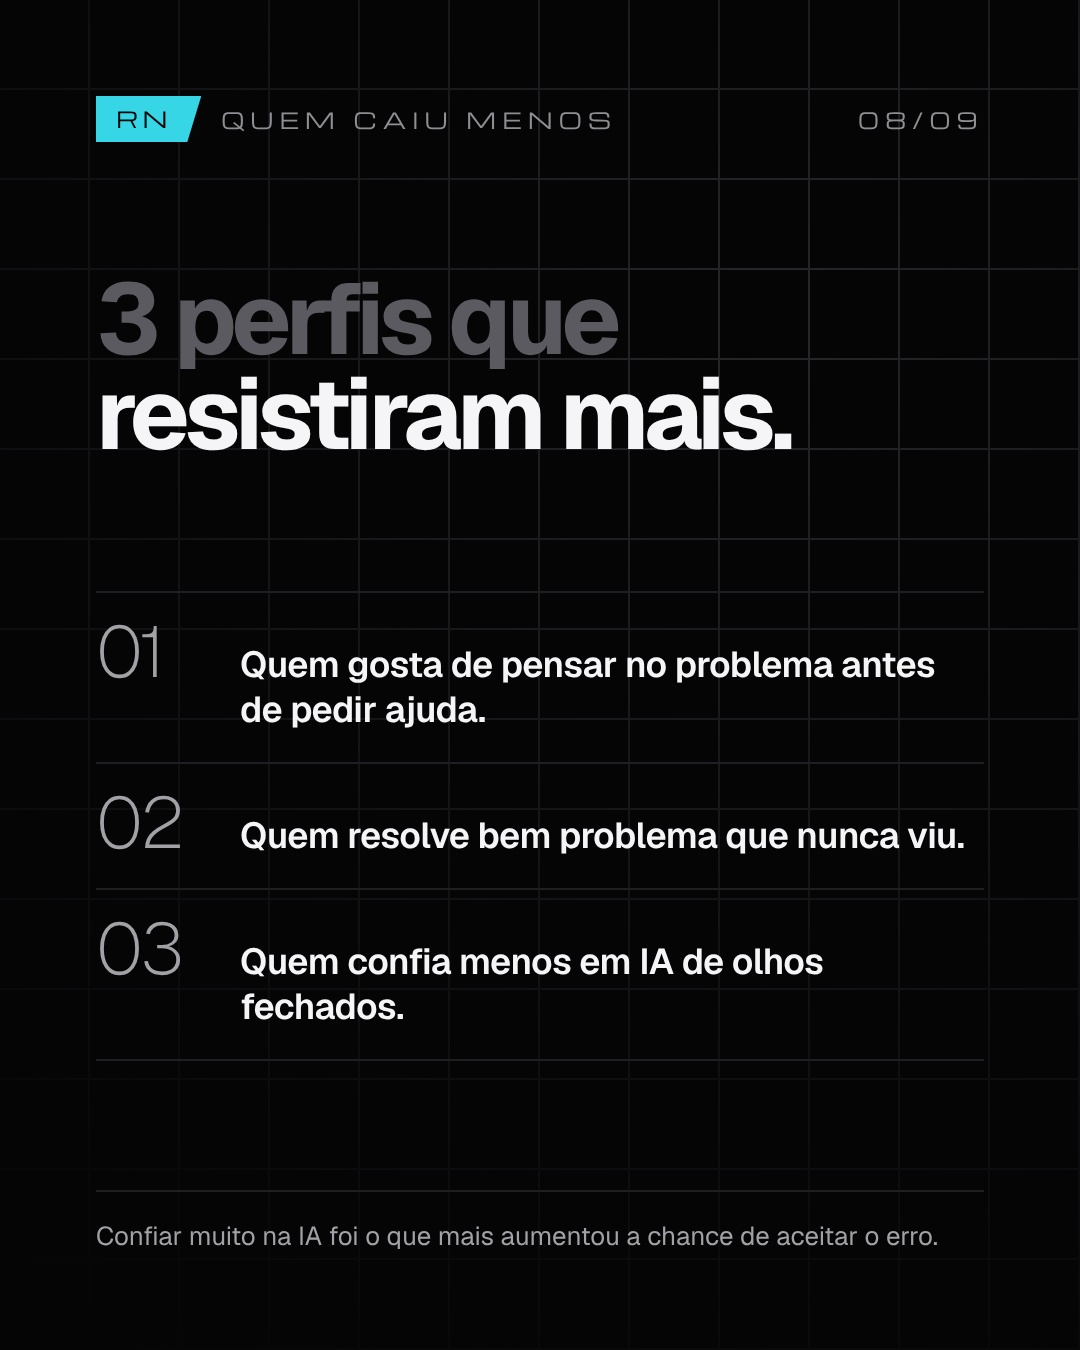 RN QUEM CAIU MENOS 08/09
3 perfis que
resistiram mais.
01 Quem gosta de pensar no problema antes
de pedir ajuda.
02 Quem resolve bem problema que nunca viu.
03 Quem confia menos em IA de olhos
fechados.
Confiar muito na IA foi o que mais aumentou a chance de aceitar o erro.